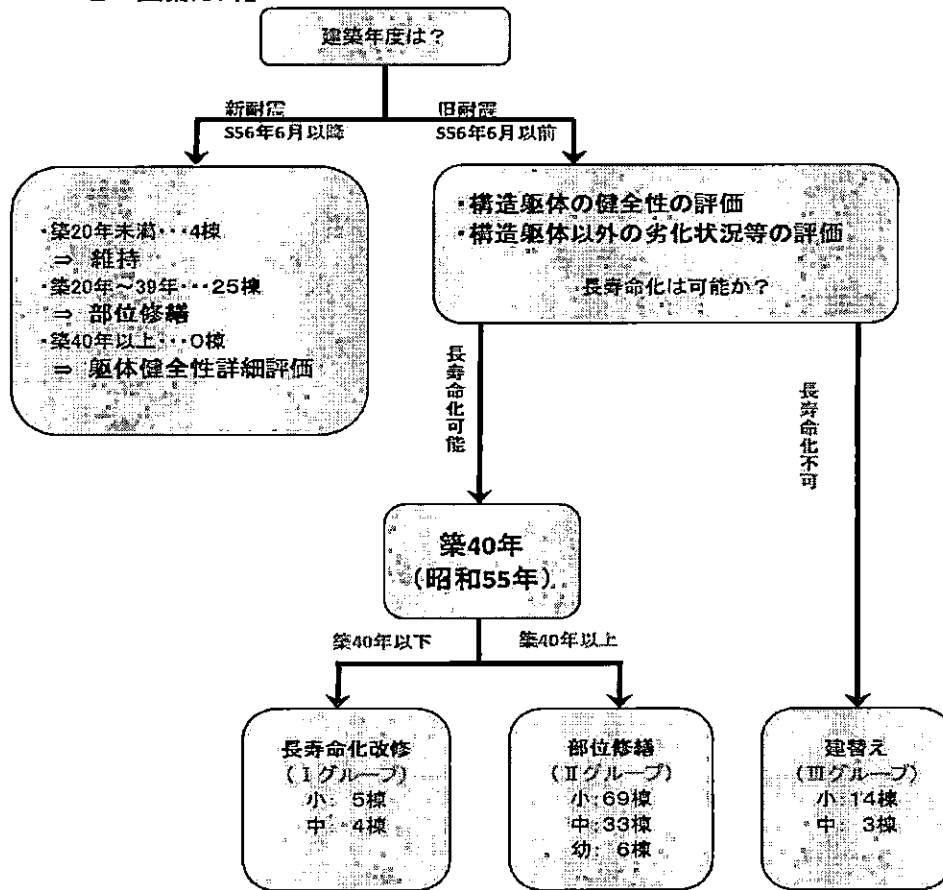 建築年度は？
新耐震
S56年6月以降
旧耐震
S56年6月以前
・築20年未満・・・4棟
⇒ 維持
・築20年～39年・・・25棟
⇒ 部位修繕
・築40年以上・・・0棟
⇒ 躯体健全性詳細評価
・構造躯体の健全性の評価
・構造躯体以外の劣化状況等の評価
長寿命化は可能か？
長寿命化可能
長寿命化不可
築40年
（昭和55年）
築40年以下
築40年以上
長寿命化改修
（Ⅰグループ）
小： 5棟
中： 4棟
部位修繕
（Ⅱグループ）
小：69棟
中：33棟
幼： 6棟
建替え
（Ⅲグループ）
小：14棟
中： 3棟